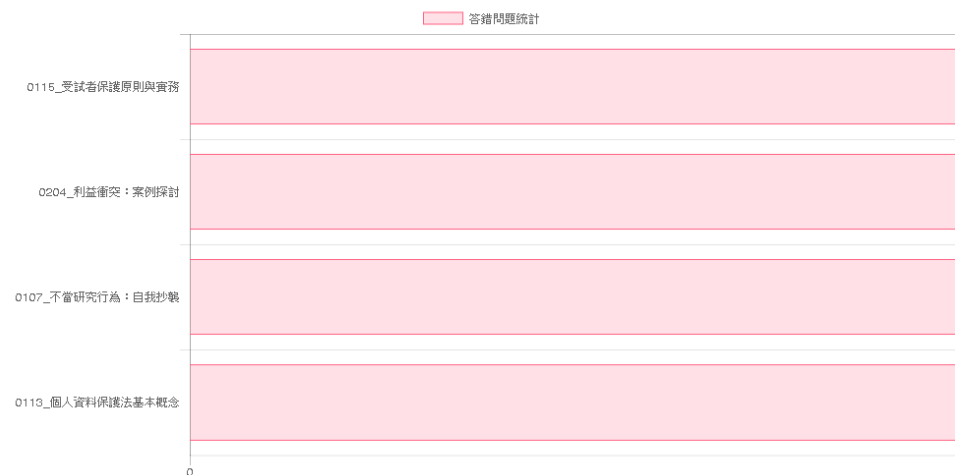 答錯問題統計
0115_受試者保護原則與實務
0204_利益衝突：案例探討
0107_不當研究行為：自我抄襲
0113_個人資料保護法基本概念
0